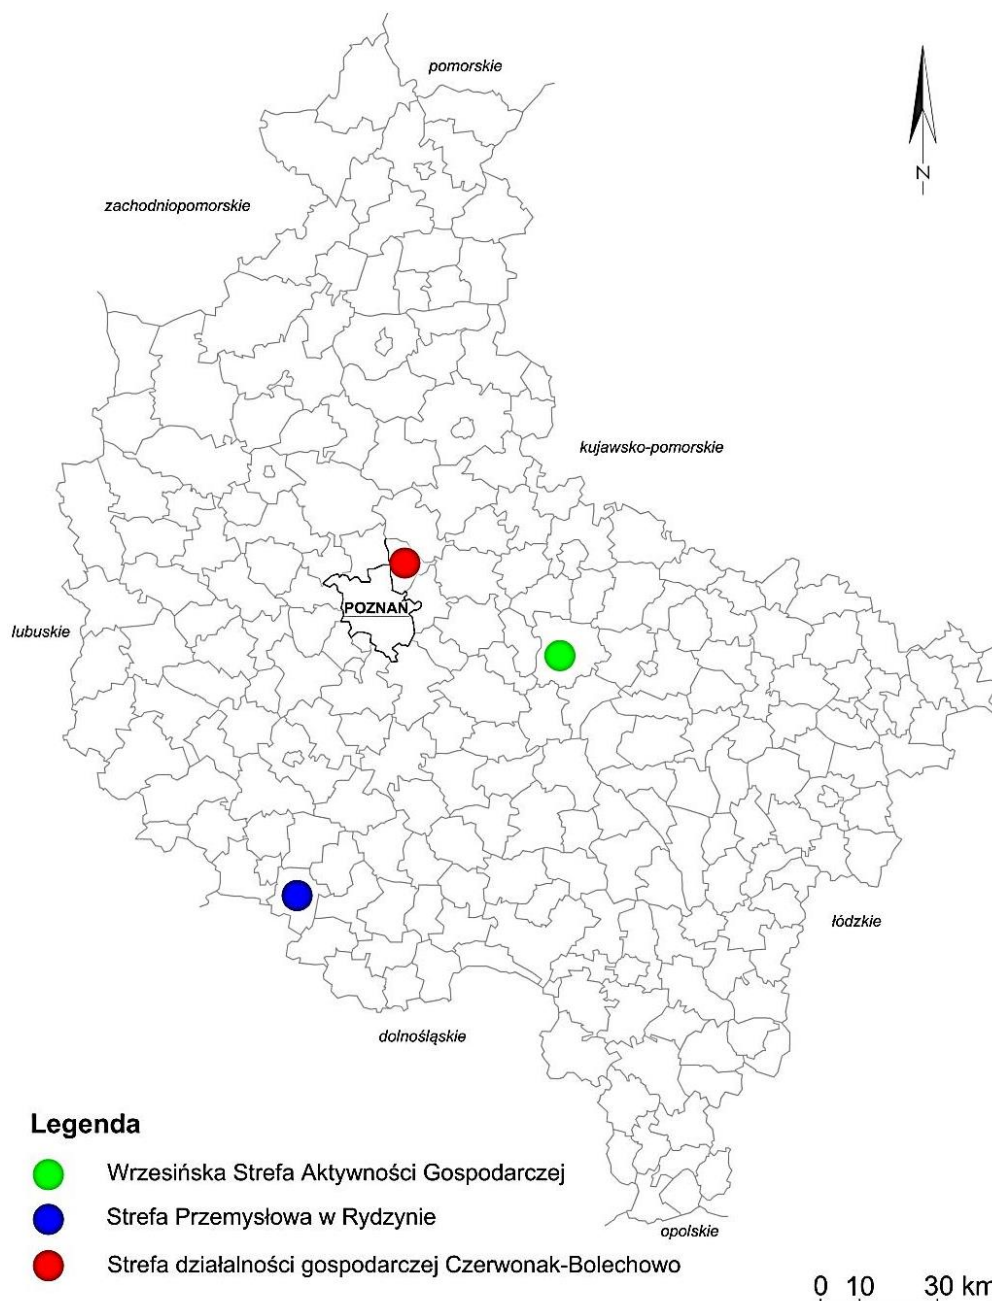 pomorskie
N
zachodniopomorskie
kujawsko-pomorskie
POZNAŃ
lubuskie
łódzkie
dolnośląskie
Legenda
Wrzesińska Strefa Aktywności Gospodarczej
Strefa Przemysłowa w Rydzynie
opolskie
Strefa działalności gospodarczej Czerwonak-Bolechowo
0 10 30 km